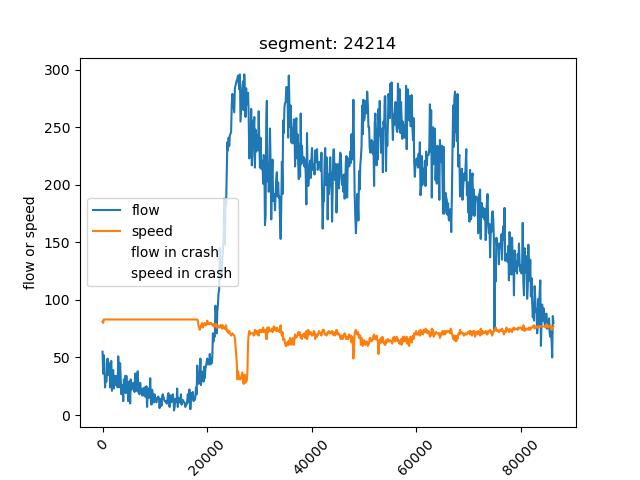 segment: 24214
300
250
200
150
100
50
0
flow or speed
flow
speed
flow in crash
speed in crash
0
20000
40000
60000
80000